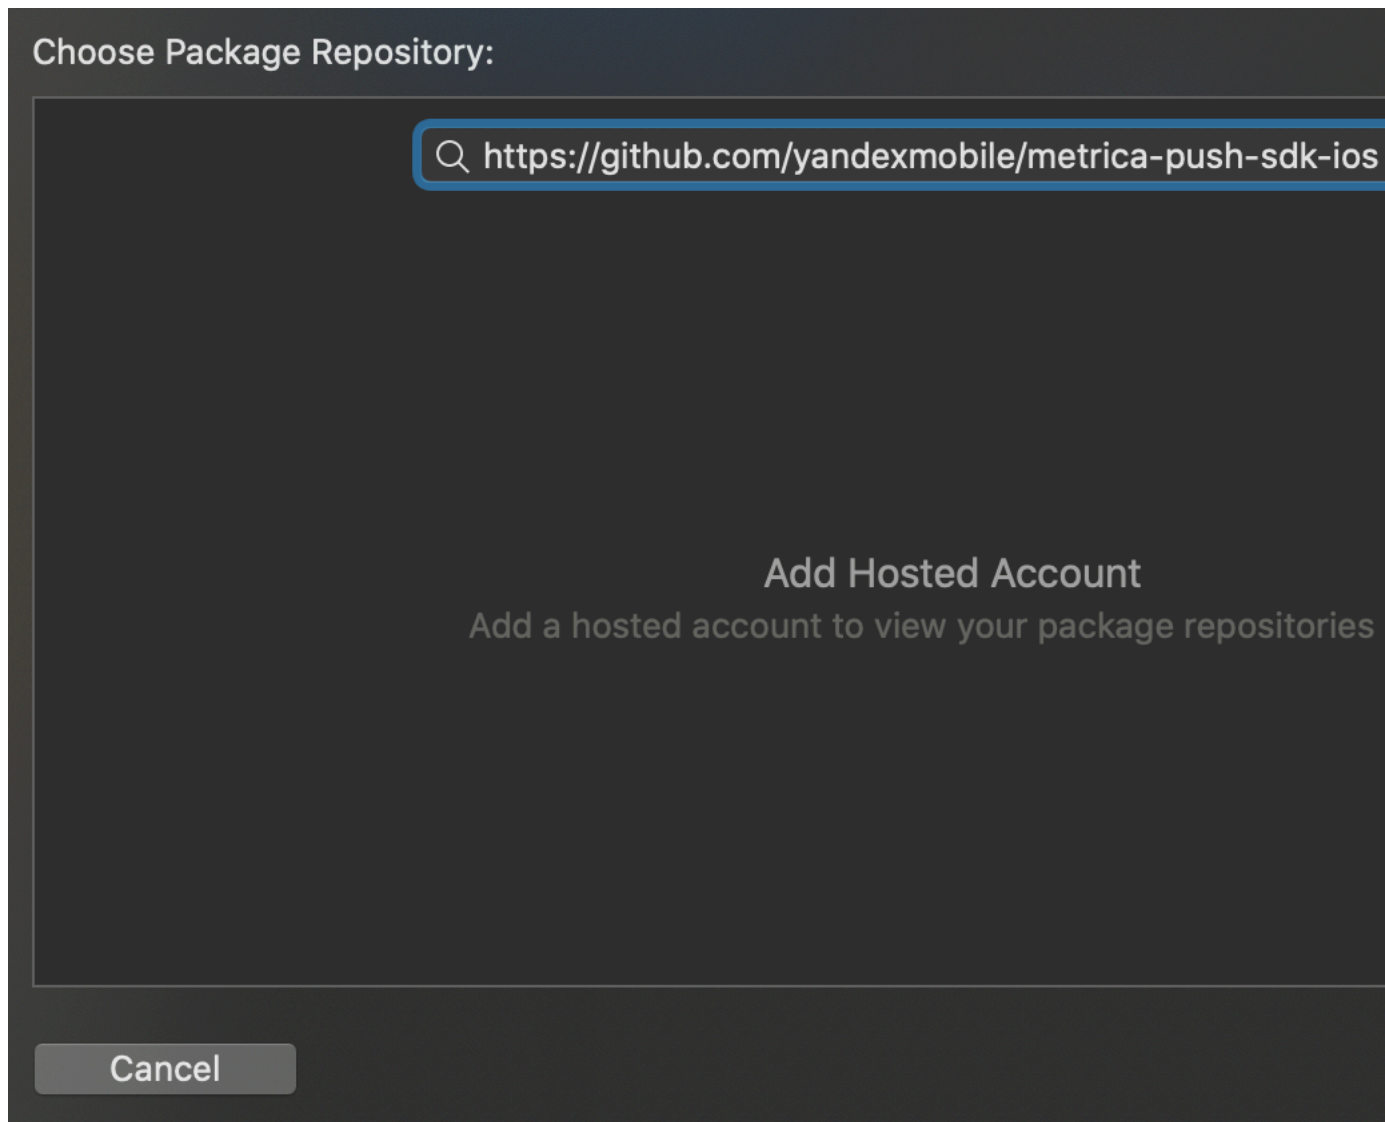 Choose Package Repository:
https://github.com/yandexmobile/metrica-push-sdk-ios
Add Hosted Account
Add a hosted account to view your package repositories
Cancel